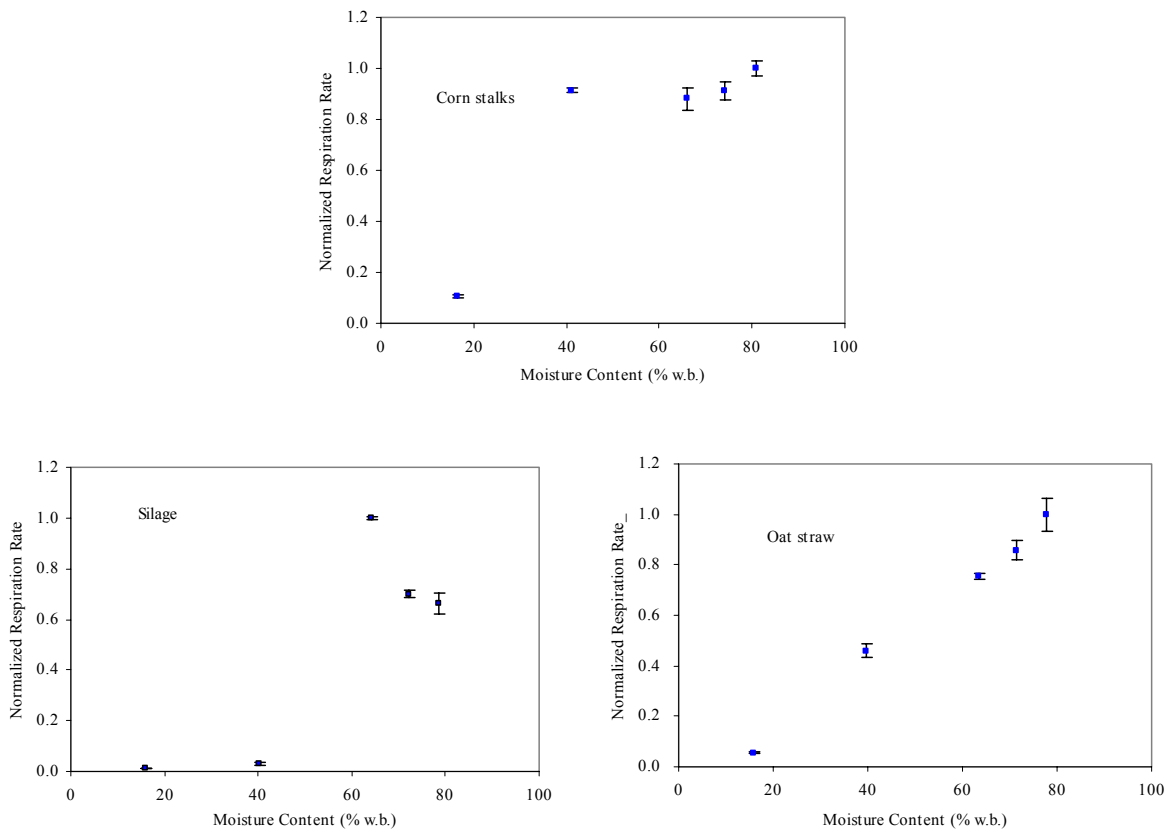 1.2
1.0
0.8
0.6
0.4
0.2
0.0
Normalized Respiration Rate
Corn stalks
0 20 40 60 80 100
Moisture Content (% w.b.)
1.2
1.0
0.8
0.6
0.4
0.2
0.0
Normalized Respiration Rate
Silage
0 20 40 60 80 100
Moisture Content (% w.b.)
1.2
1.0
0.8
0.6
0.4
0.2
0.0
Normalized Respiration Rate_
Oat straw
0 20 40 60 80 100
Moisture Content (% w.b.)